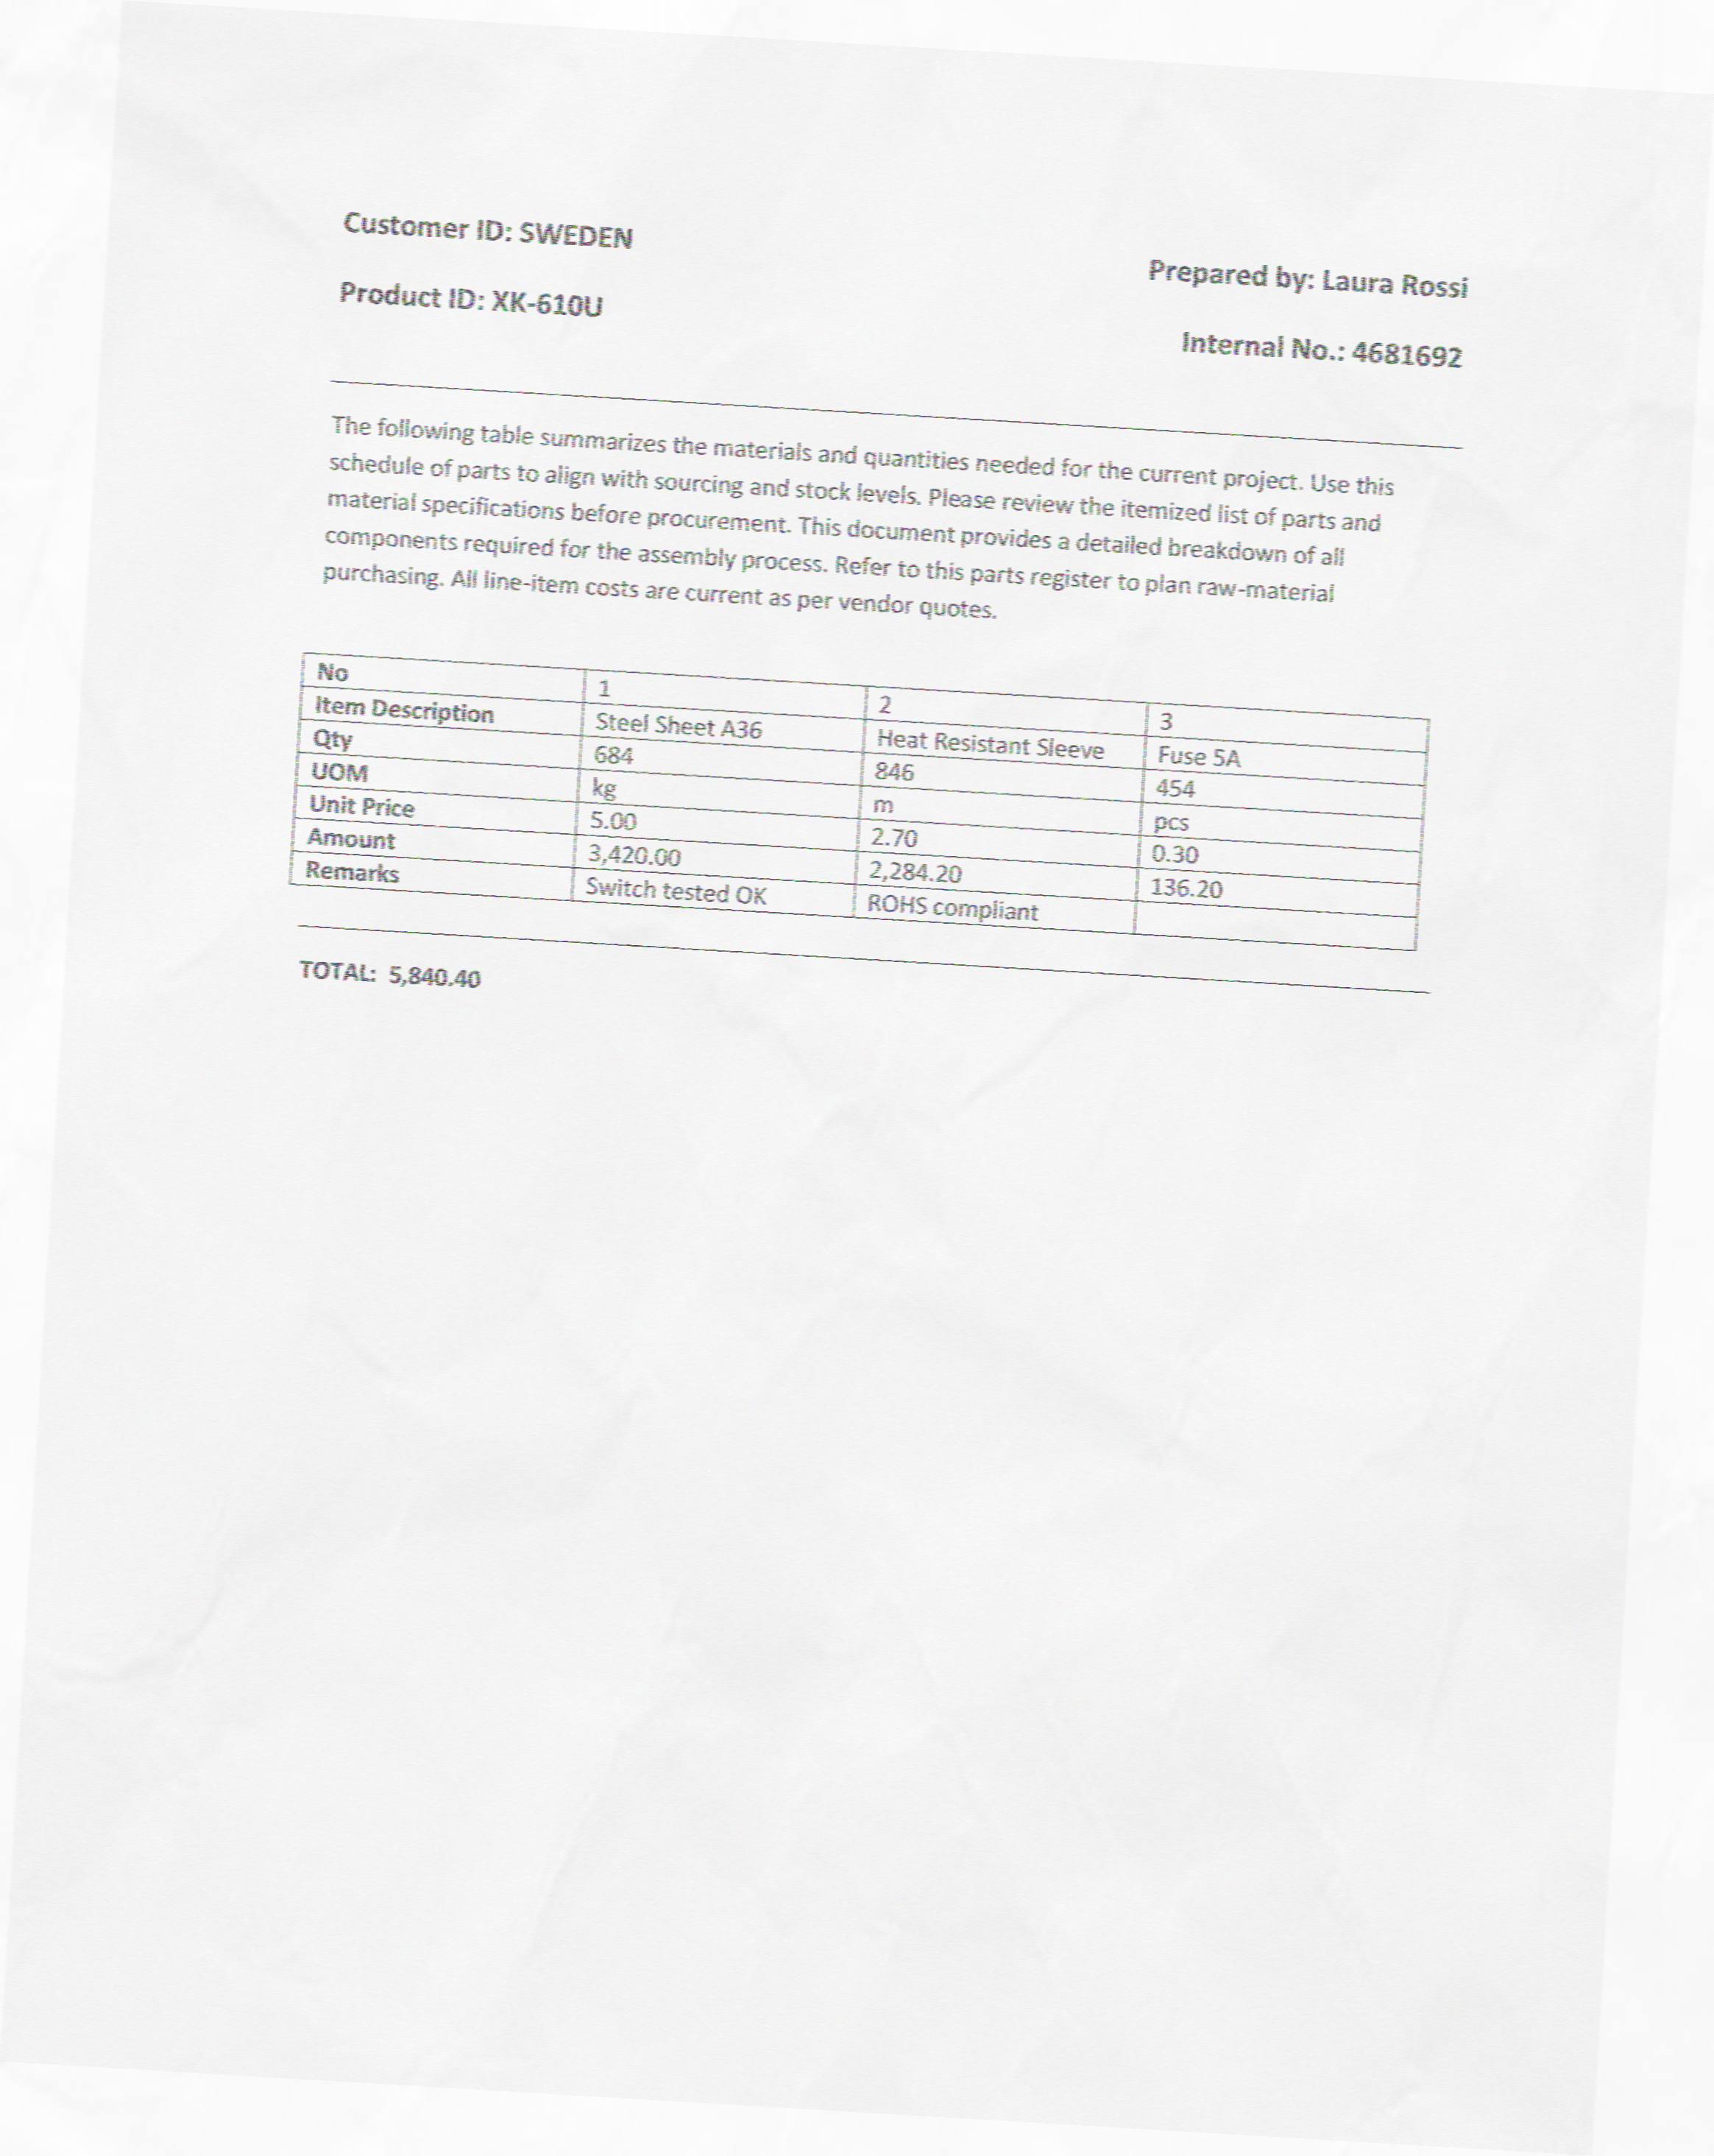 Customer ID: SWEDEN
Prepared by: Laura Rossi
Product ID: XK-610U
Internal No.: 4681692
The following table summarizes the materials and quantities needed for the current project. Use this
schedule of parts to align with sourcing and stock levels. Please review the itemized list of parts and
material specifications before procurement. This document provides a detailed breakdown of all
components required for the assembly process. Refer to this parts register to plan raw-material
purchasing. All line-item costs are current as per vendor quotes.
No 1 2 3
Item Description Steel Sheet A36 Heat Resistant Sleeve Fuse 5A
Qty 684 846 454
UOM kg m pcs
Unit Price 5.00 2.70 0.30
Amount 3,420.00 2,284.20 136.20
Remarks Switch tested OK ROHS compliant
TOTAL: 5,840.40